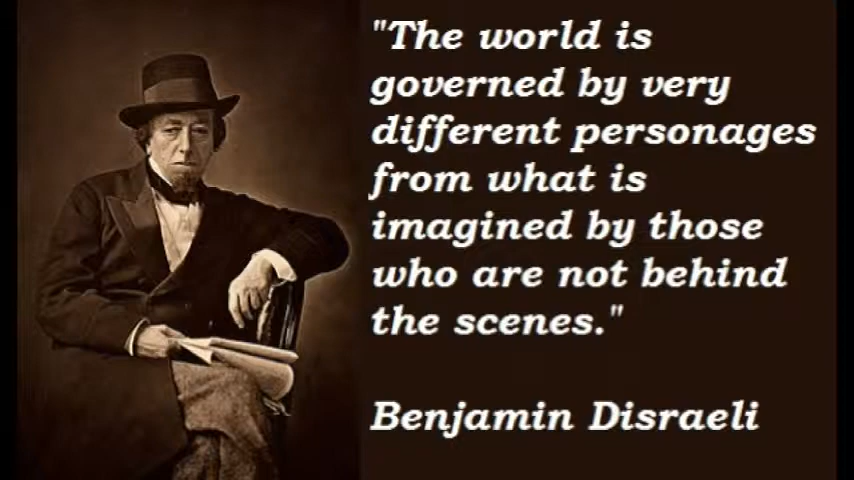 "The world is
governed by very
different personages
from what is
imagined by those
who are not behind
the scenes."
Benjamin Disraeli